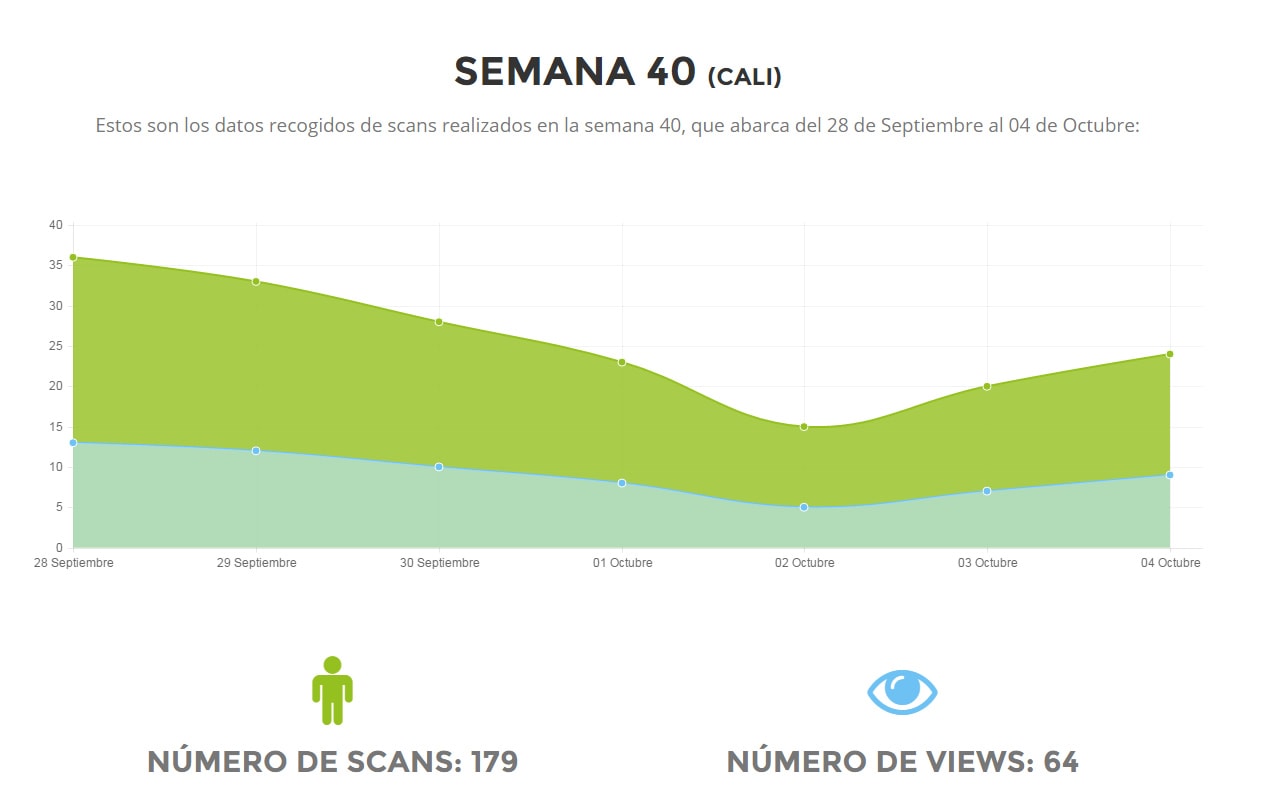 SEMANA 40 (CALI)
Estos son los datos recogidos de scans realizados en la semana 40, que abarca del 28 de Septiembre al 04 de Octubre:
40
35
30
25
20
15
10
5
0
28 Septiembre 29 Septiembre 30 Septiembre 01 Octubre 02 Octubre 03 Octubre 04 Octubre
NÚMERO DE SCANS: 179 NÚMERO DE VIEWS: 64